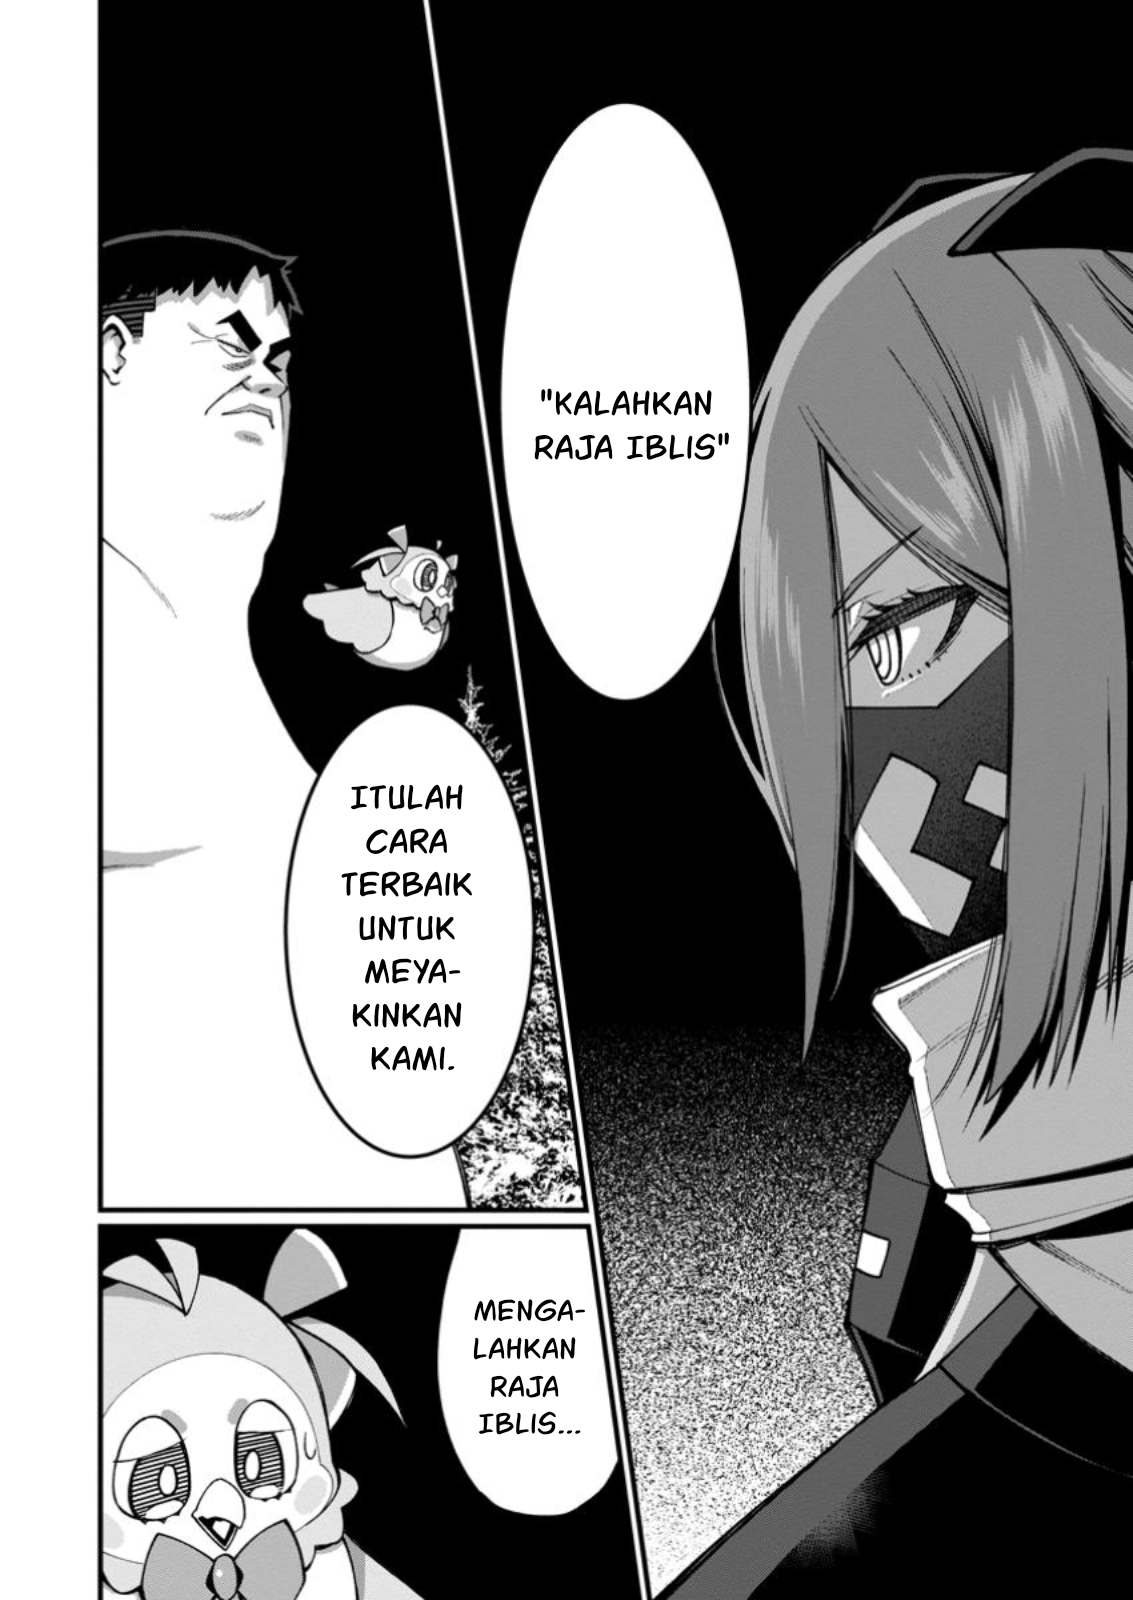 "KALAHKAN
RAJA IBLIS"
ITULAH
CARA
TERBAIK
UNTUK
MEYA-
KINKAN
KAMI.
MENGA-
LAHKAN
RAJA
IBLIS...